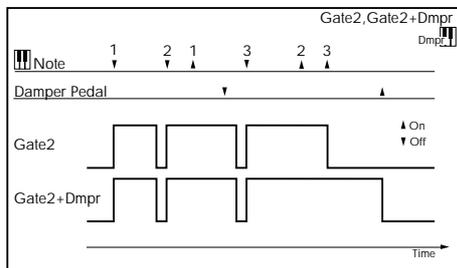 Gate2,Gate2+Dmpr
Dmpr
1 2 1 3 2 3
Note
Damper Pedal
On
Off
Gate2
Gate2+Dmpr
Time